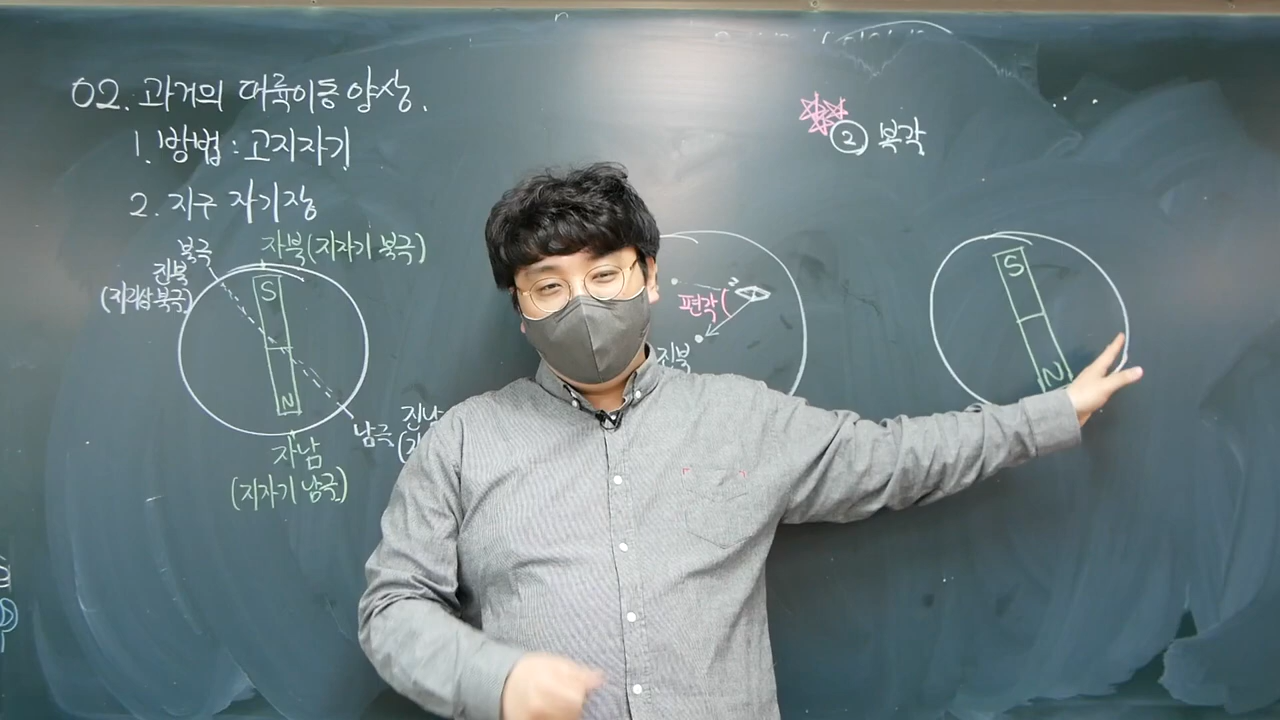 02. 과거의 대륙이동 양상.
1. 방법 : 고지자기
2. 지구 자기장
북극
진북
(지리상 북극)
자북(지자기 북극)
S
N
남극
진남
자남
(지자기 남극)
편각
진북
② 복각
S
N